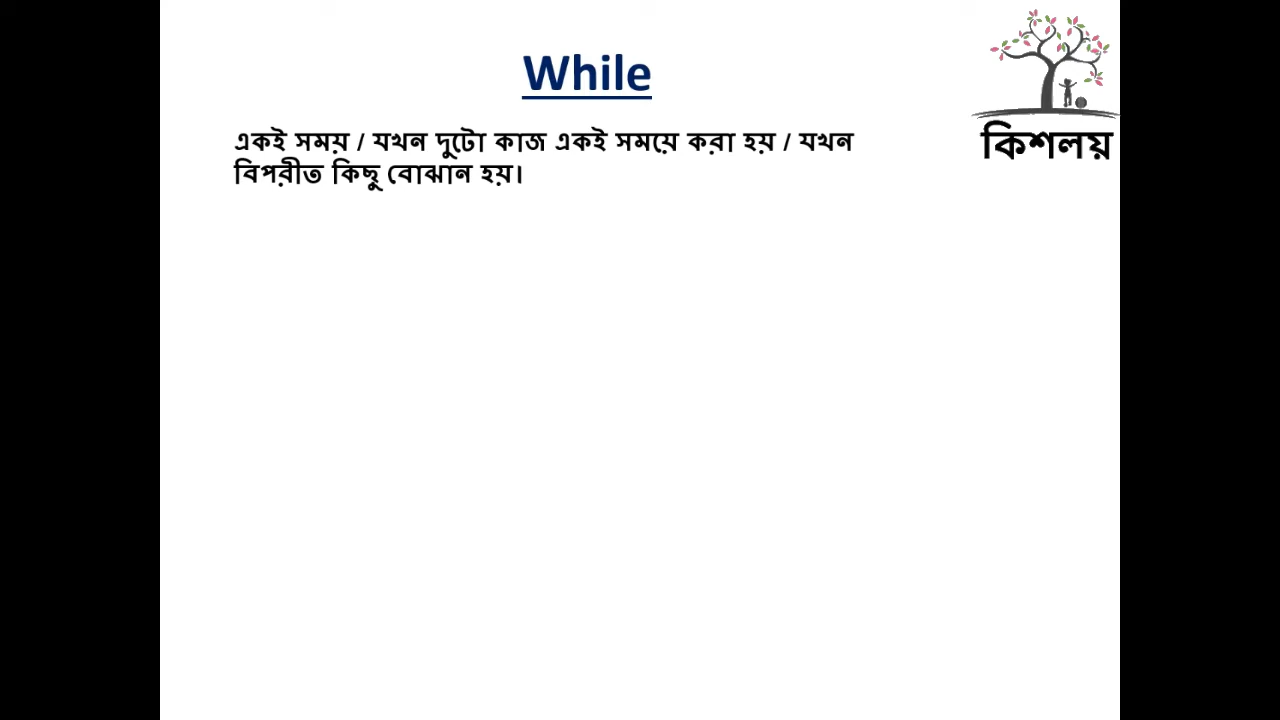 While
একই সময় / যখন দুটো কাজ একই সময়ে করা হয় / যখন
বিপরীত কিছু বোঝান হয়।
কিশলয়